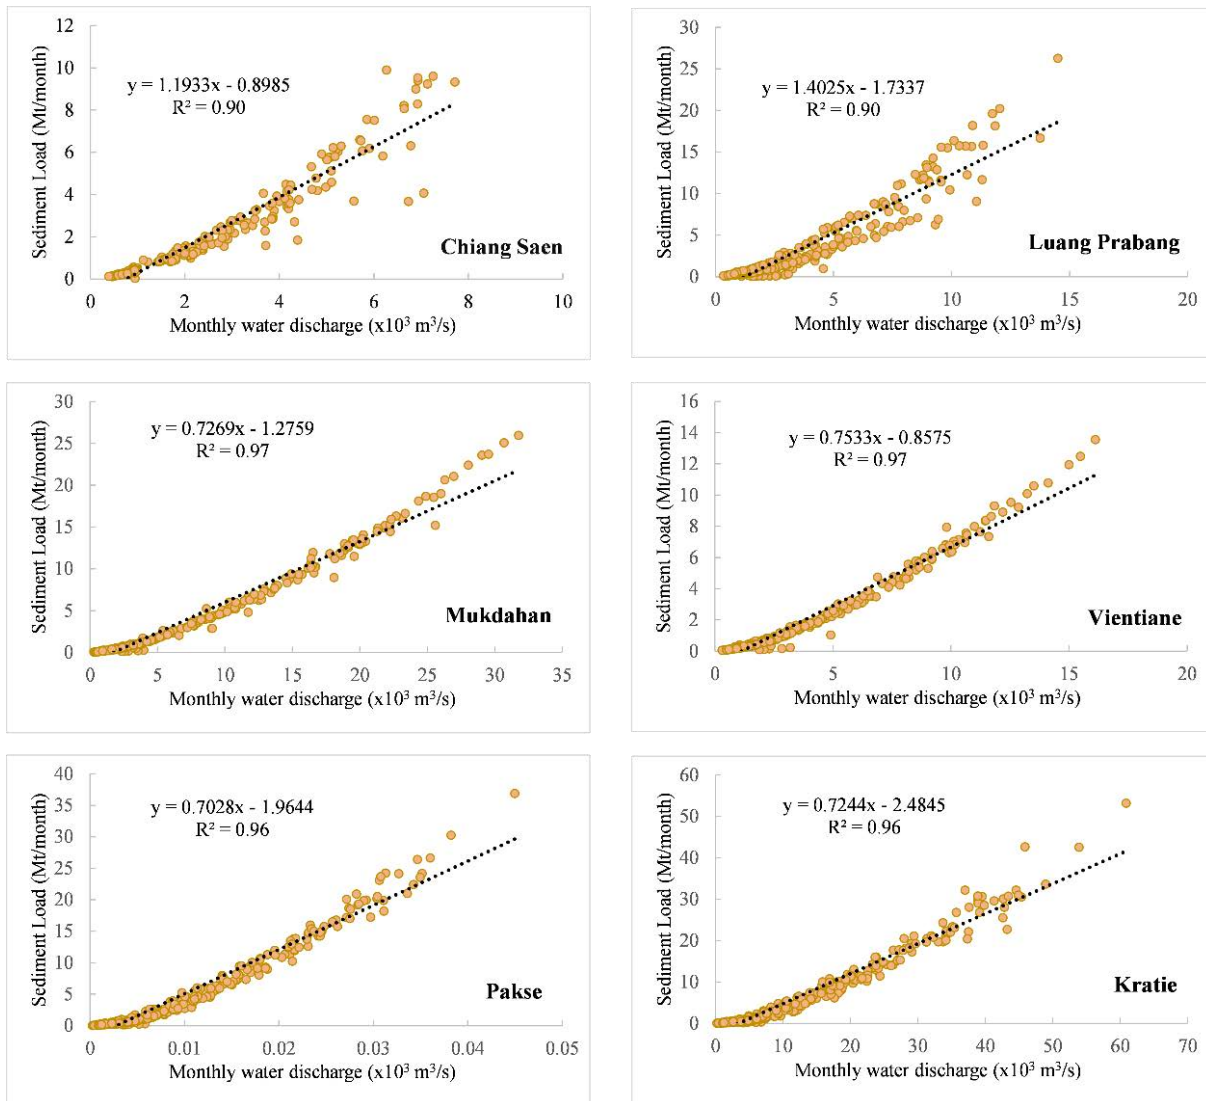 12
10
8
6
4
2
0
Sediment Load (Mt/month)
y = 1.1933x - 0.8985
R² = 0.90
Chiang Saen
0 2 4 6 8 10
Monthly water discharge (x10³ m³/s)
30
25
20
15
10
5
0
Sediment Load (Mt/month)
y = 1.4025x - 1.7337
R² = 0.90
Luang Prabang
0 5 10 15 20
Monthly water discharge (x10³ m³/s)
30
25
20
15
10
5
0
Sediment Load (Mt/month)
y = 0.7269x - 1.2759
R² = 0.97
Mukdahan
0 5 10 15 20 25 30 35
Monthly water discharge (x10³ m³/s)
16
14
12
10
8
6
4
2
0
Sediment Load (Mt/month)
y = 0.7533x - 0.8575
R² = 0.97
Vientiane
0 5 10 15 20
Monthly water discharge (x10³ m³/s)
40
35
30
25
20
15
10
5
0
Sediment Load (Mt/month)
y = 0.7028x - 1.9644
R² = 0.96
Pakse
0 0.01 0.02 0.03 0.04 0.05
Monthly water discharge (x10³ m³/s)
60
50
40
30
20
10
0
Sediment Load (Mt/month)
y = 0.7244x - 2.4845
R² = 0.96
Kratie
0 10 20 30 40 50 60 70
Monthly water discharge (x10³ m³/s)